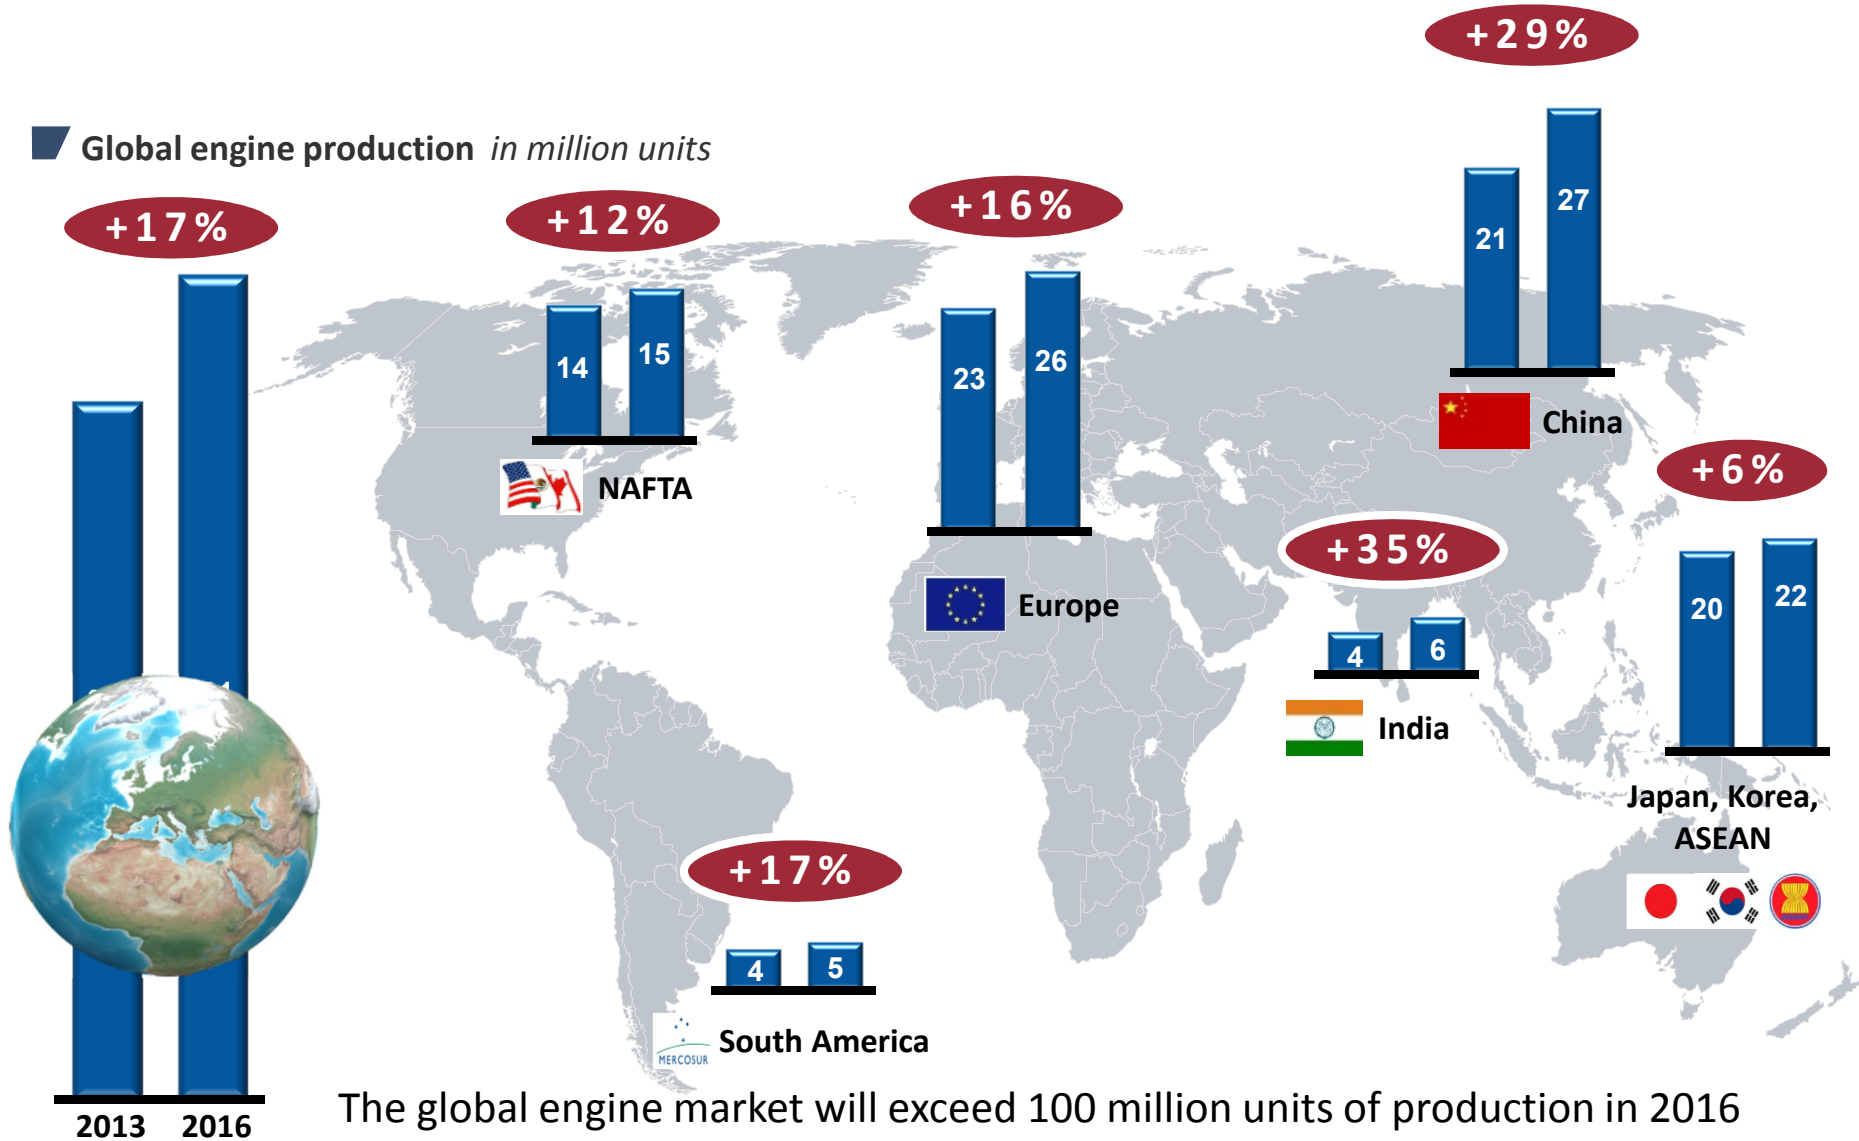 +29%
Global engine production in million units
+17%
+12%
+16%
27
21
14
15
23
26
China
+6%
NAFTA
+35%
20
22
Europe
4
6
India
Japan, Korea,
ASEAN
+17%
4
5
MERCOSUR
South America
The global engine market will exceed 100 million units of production in 2016
2013
2016